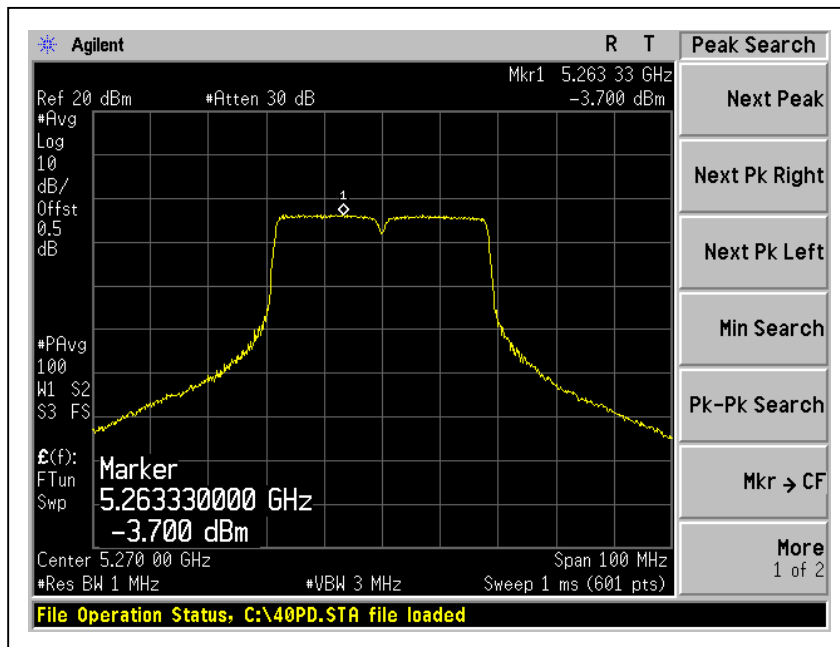 Agilent
R T
Peak Search
Mkr1 5.263 33 GHz
Ref 20 dBm #Atten 30 dB -3.700 dBm
#Avg
Log
10
dB/
Offst
0.5
dB
1
#PAvg
100
W1 S2
S3 FS
£(f):
FTun
Swp
Marker
5.263330000 GHz
-3.700 dBm
Center 5.270 00 GHz Span 100 MHz
#Res BW 1 MHz #VBW 3 MHz Sweep 1 ms (601 pts)
File Operation Status, C:\40PD.STA file loaded
Next Peak
Next Pk Right
Next Pk Left
Min Search
Pk-Pk Search
Mkr → CF
More
1 of 2